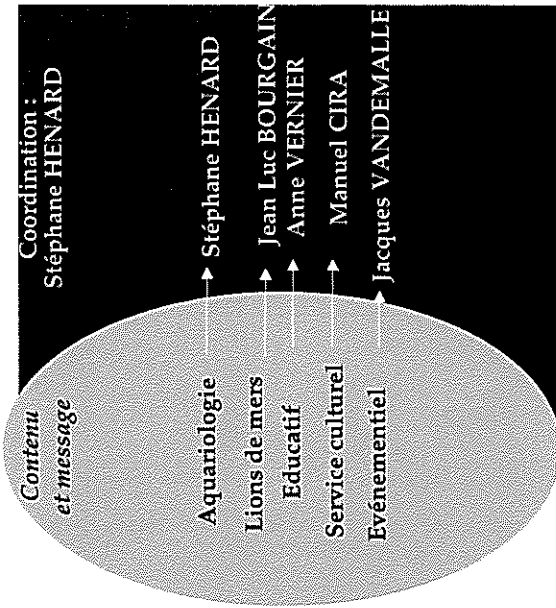 Contenu
et message
Coordination :
Stéphane HENARD
Aquariologie
Stéphane HENARD
Lions de mers
Jean Luc BOURGAIN
Educatif
Anne VERNIER
Service culturel
Manuel CIRA
Evénementiel
Jacques VANDEMALLE